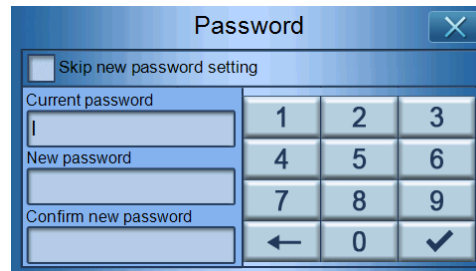 Password
Skip new password setting
Current password
New password
Confirm new password
1 2 3
4 5 6
7 8 9
0